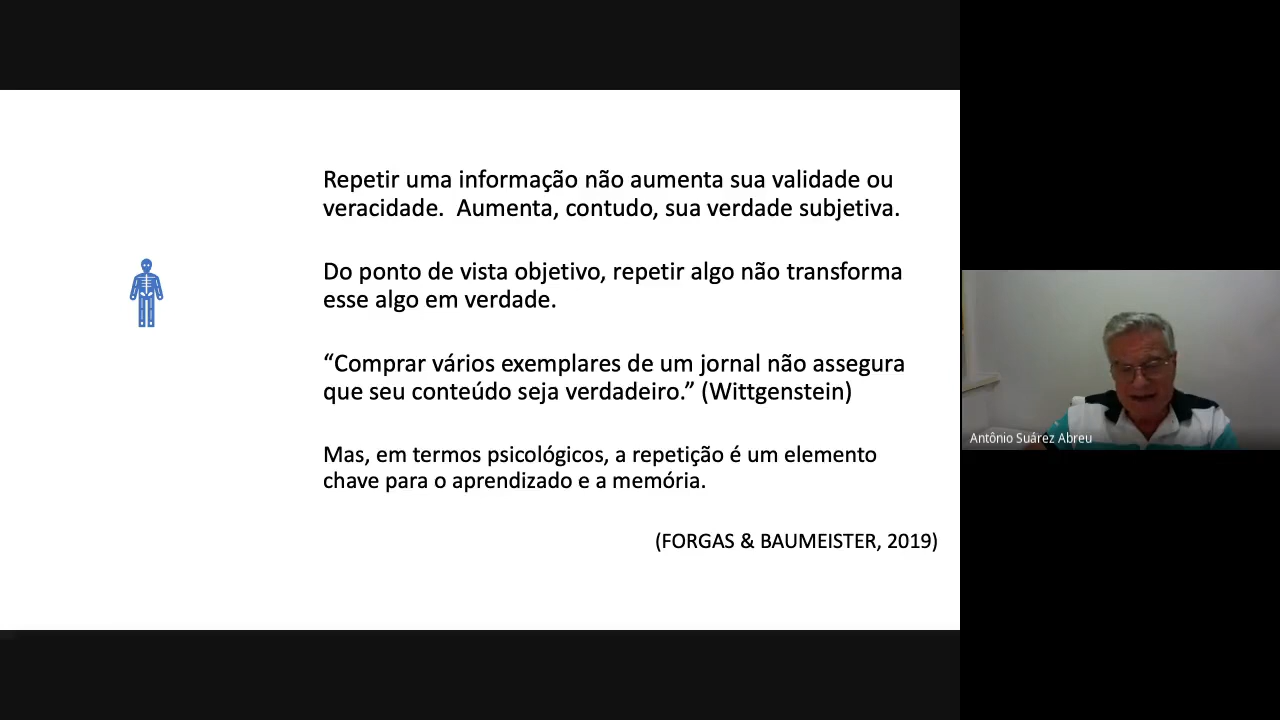 Repetir uma informação não aumenta sua validade ou
veracidade.  Aumenta, contudo, sua verdade subjetiva.
Do ponto de vista objetivo, repetir algo não transforma
esse algo em verdade.
“Comprar vários exemplares de um jornal não assegura
que seu conteúdo seja verdadeiro.” (Wittgenstein)
Mas, em termos psicológicos, a repetição é um elemento
chave para o aprendizado e a memória.
(FORGAS & BAUMEISTER, 2019)
Antônio Suárez Abreu